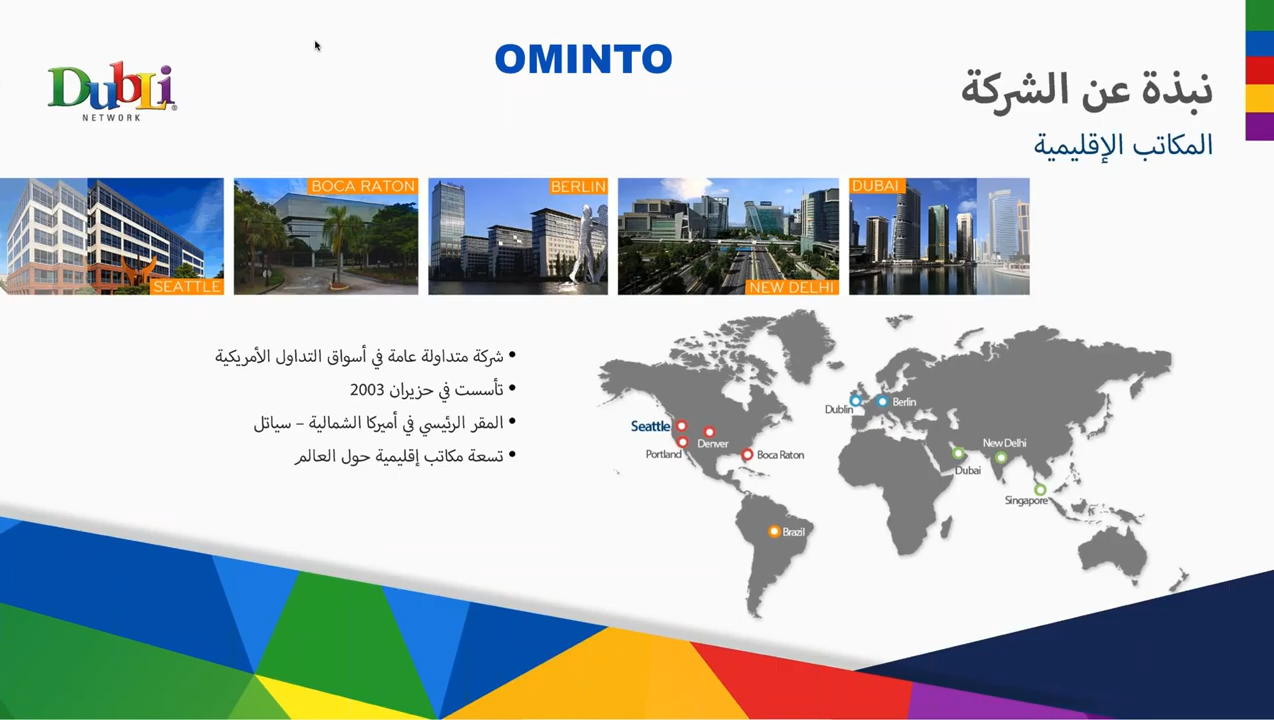 OMINTO
DubLi®
NETWORK
نبذة عن الشركة
المكاتب الإقليمية
SEATTLE
BOCA RATON
BERLIN
NEW DELHI
DUBAI
• شركة متداولة عامة في أسواق التداول الأمريكية
• تأسست في حزيران 2003
• المقر الرئيسي في أميركا الشمالية – سياتل
• تسعة مكاتب إقليمية حول العالم
Seattle
Portland
Denver
Boca Raton
Brazil
Dublin
Berlin
Dubai
New Delhi
Singapore